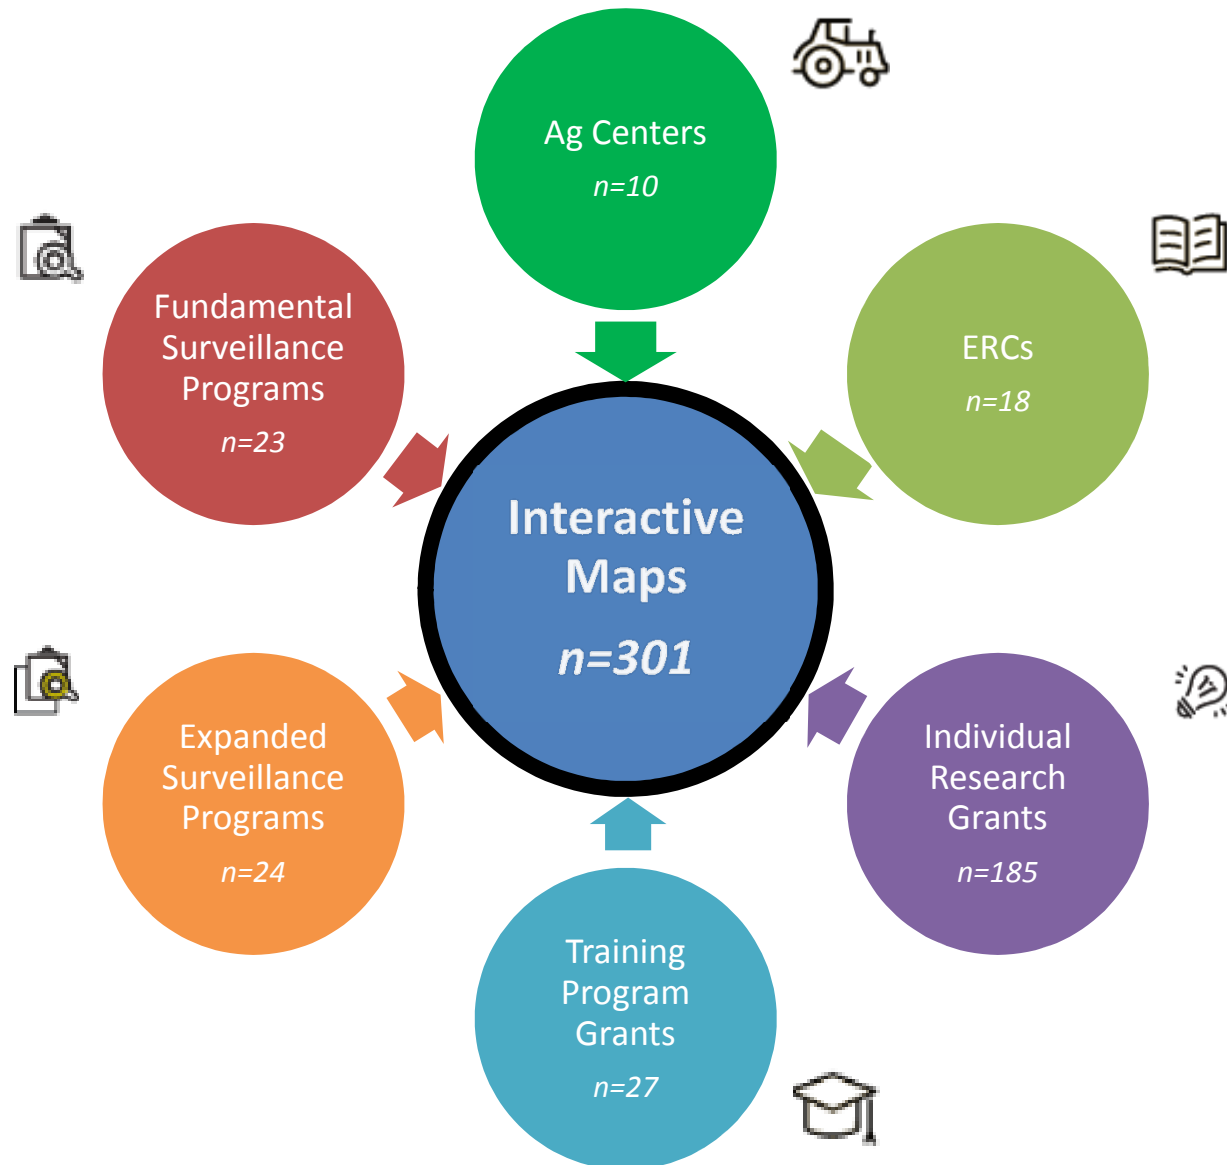 Ag Centers
n=10
Fundamental
Surveillance
Programs
n=23
ERCs
n=18
Interactive
Maps
n=301
Expanded
Surveillance
Programs
n=24
Individual
Research
Grants
n=185
Training
Program
Grants
n=27